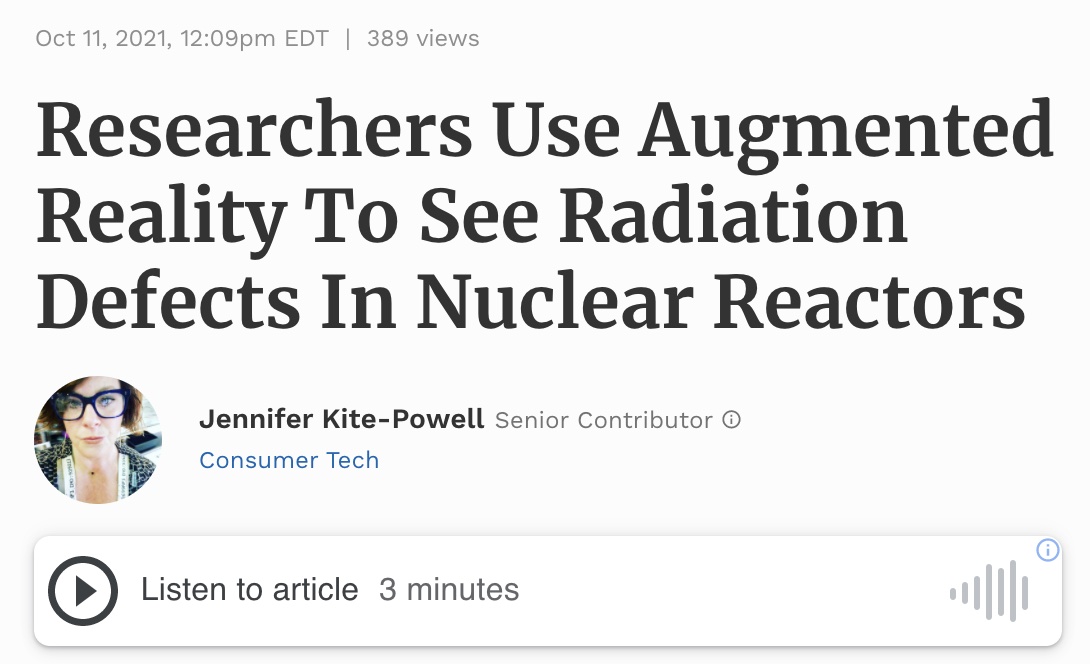 Oct 11, 2021, 12:09pm EDT | 389 views
Researchers Use Augmented
Reality To See Radiation
Defects In Nuclear Reactors
Jennifer Kite-Powell Senior Contributor
Consumer Tech
Listen to article 3 minutes